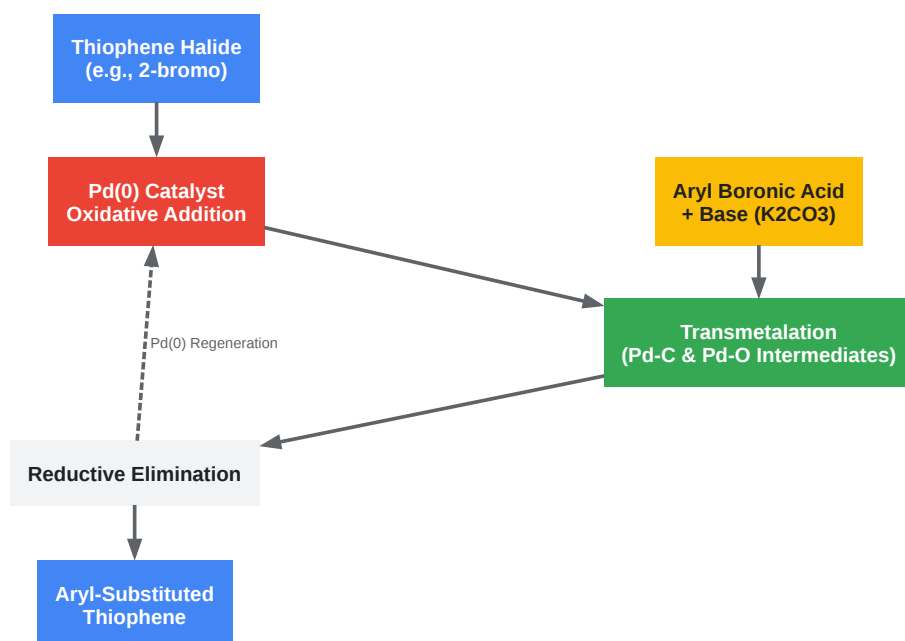 Thiophene Halide
(e.g., 2-bromo)
Pd(0) Catalyst
Oxidative Addition
Aryl Boronic Acid
+ Base (K2CO3)
Transmetalation
(Pd-C & Pd-O Intermediates)
Pd(0) Regeneration
Reductive Elimination
Aryl-Substituted
Thiophene